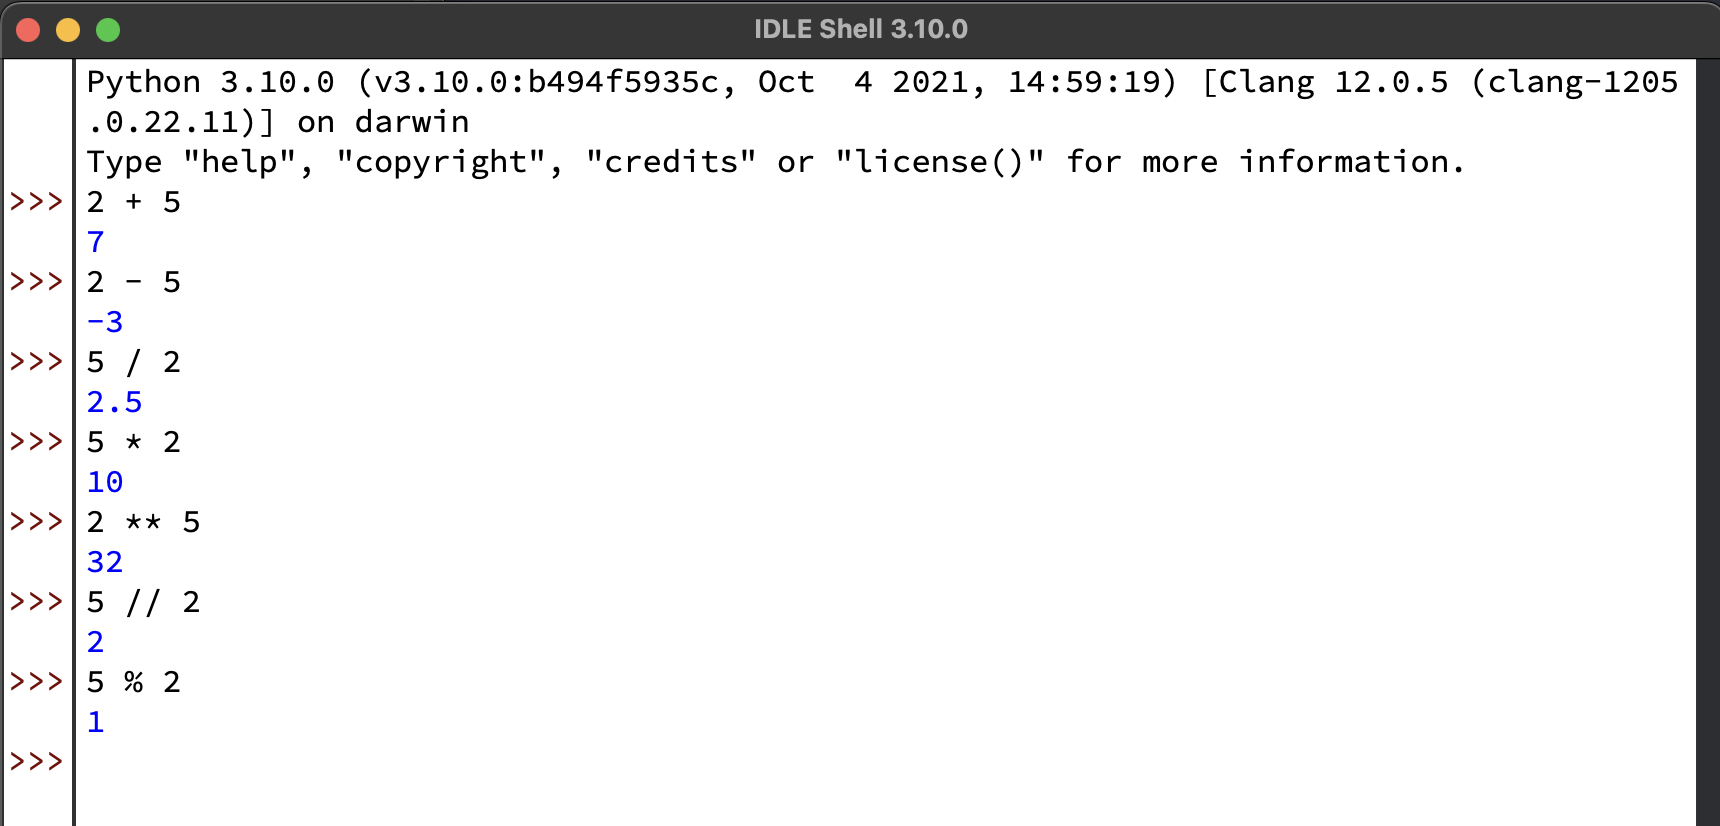 IDLE Shell 3.10.0
Python 3.10.0 (v3.10.0:b494f5935c, Oct  4 2021, 14:59:19) [Clang 12.0.5 (clang-1205
.0.22.11)] on darwin
Type "help", "copyright", "credits" or "license()" for more information.
>>> 2 + 5
7
>>> 2 - 5
-3
>>> 5 / 2
2.5
>>> 5 * 2
10
>>> 2 ** 5
32
>>> 5 // 2
2
>>> 5 % 2
1
>>>